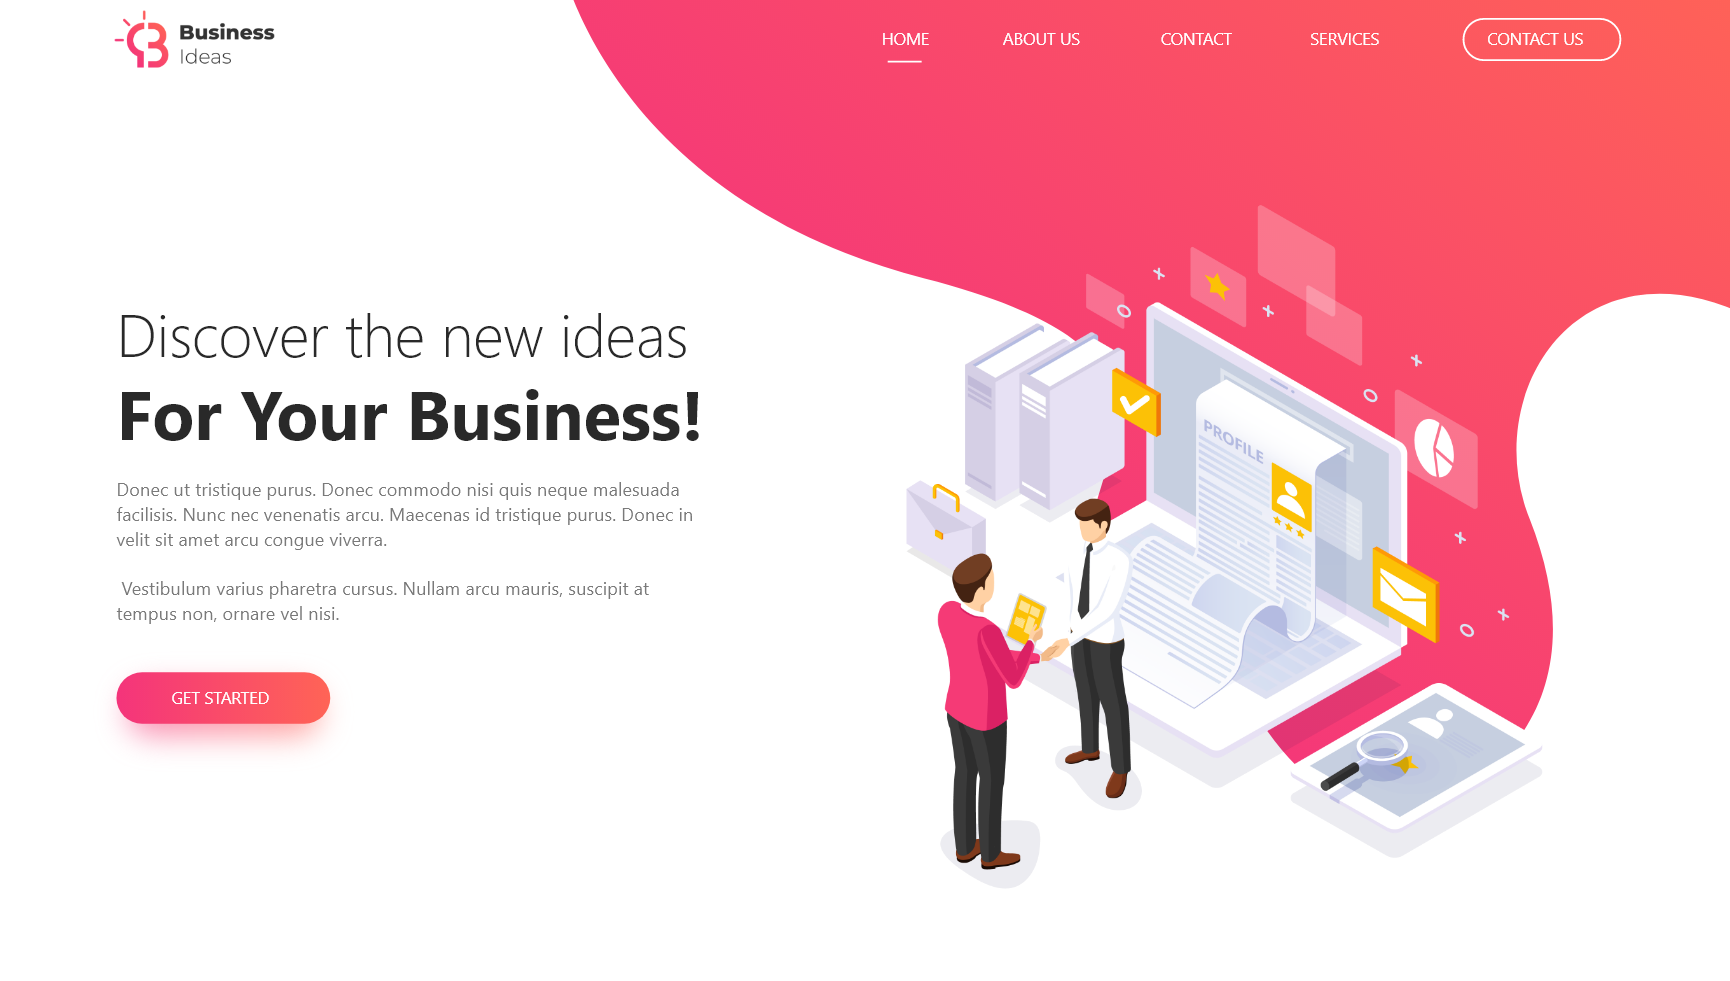 Business
Ideas
HOME
ABOUT US
CONTACT
SERVICES
CONTACT US
Discover the new ideas
For Your Business!
Donec ut tristique purus. Donec commodo nisi quis neque malesuada
facilisis. Nunc nec venenatis arcu. Maecenas id tristique purus. Donec in
velit sit amet arcu congue viverra.
Vestibulum varius pharetra cursus. Nullam arcu mauris, suscipit at
tempus non, ornare vel nisi.
GET STARTED
PROFILE